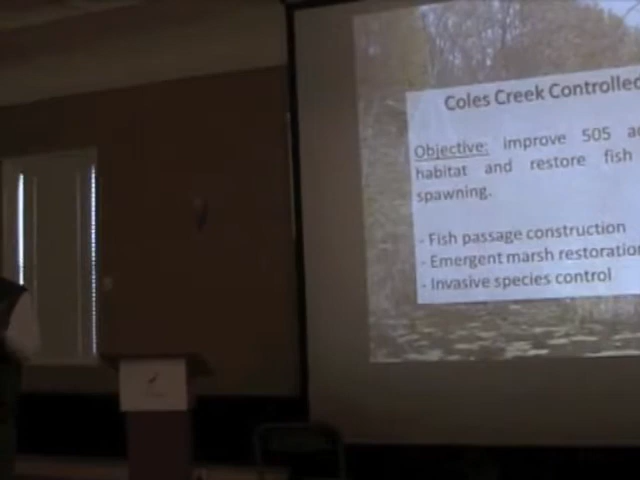 Coles Creek Controlled
Objective: Improve 505
habitat and restore fish
spawning.
- Fish passage construction
- Emergent marsh restoration
- Invasive species control